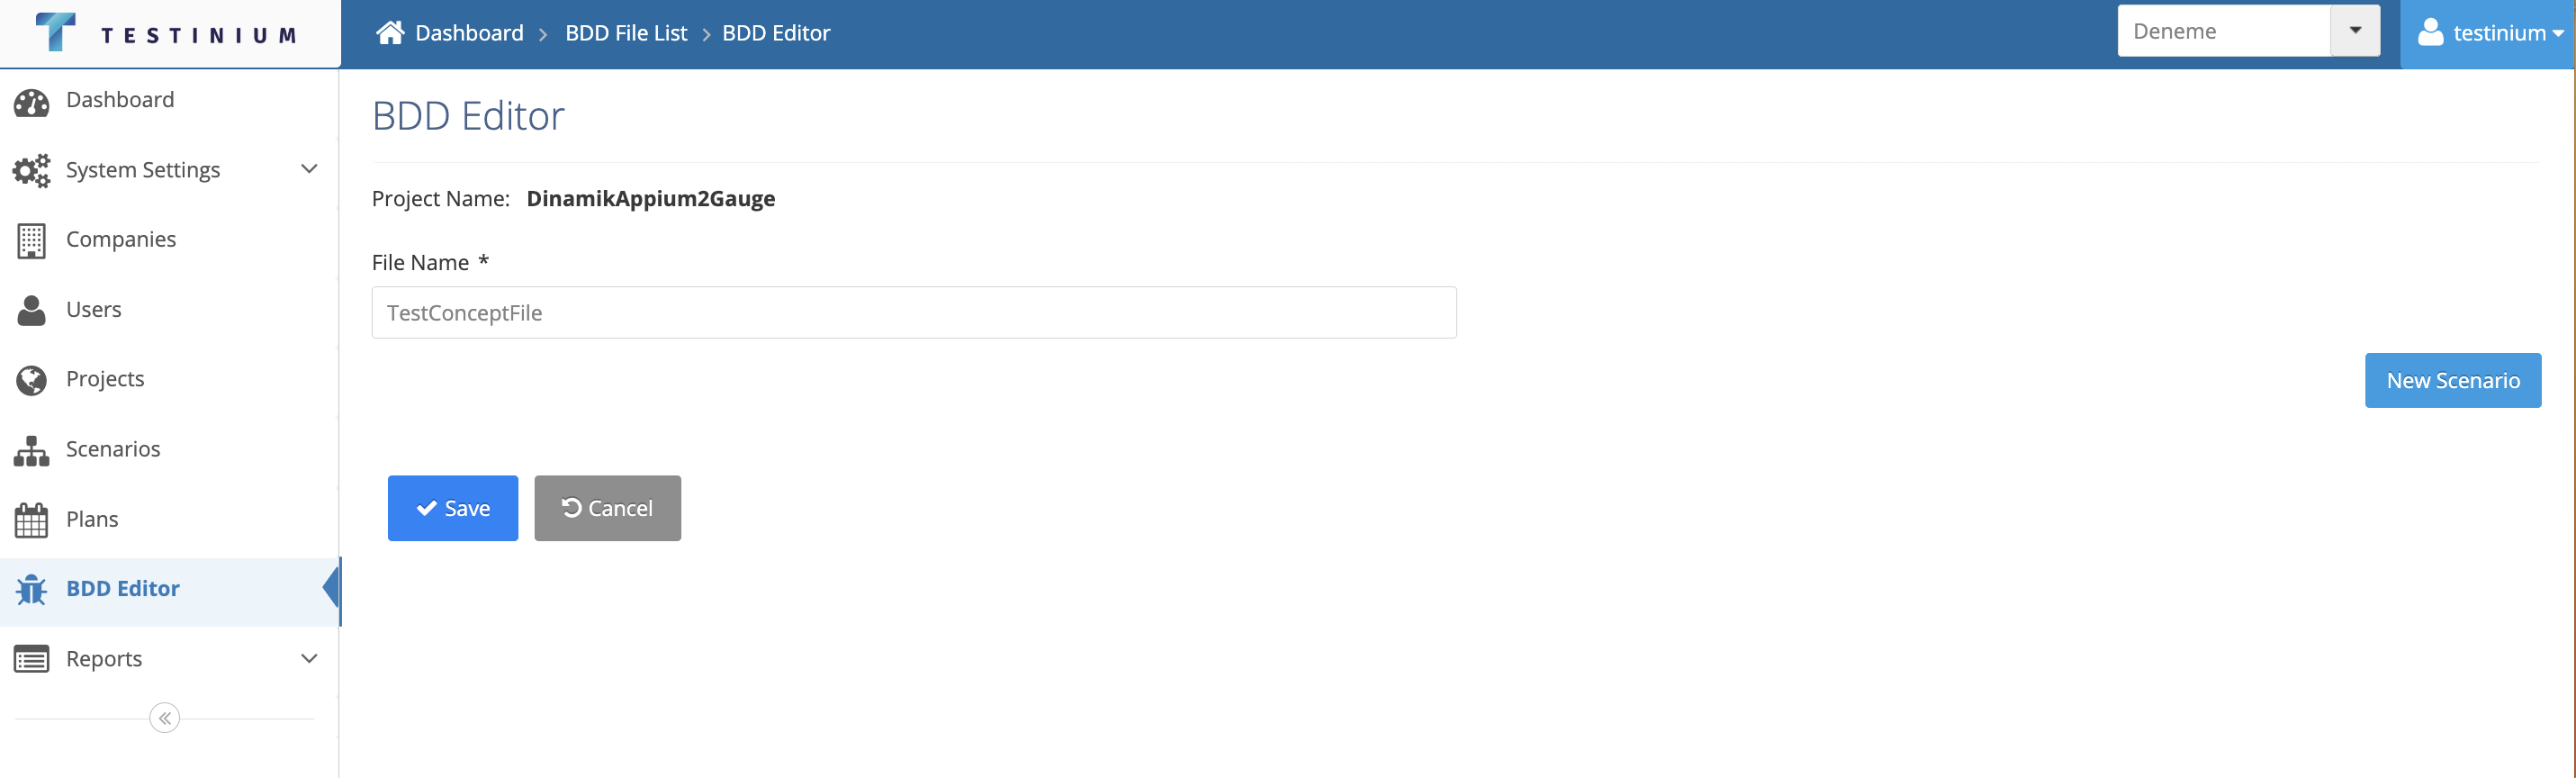 TESTINIUM
Dashboard > BDD File List > BDD Editor
Deneme
testinium
Dashboard
System Settings
Companies
Users
Projects
Scenarios
Plans
BDD Editor
Reports
BDD Editor
Project Name: DinamikAppium2Gauge
File Name *
TestConceptFile
New Scenario
Save
Cancel